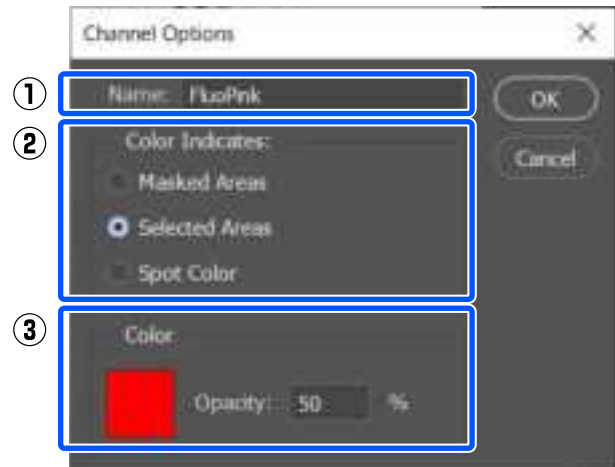 Channel Options
① Name: FluoPink
OK
② Color Indicates:
Cancel
Masked Areas
Selected Areas
Spot Color
③ Color
Opacity: 50 %